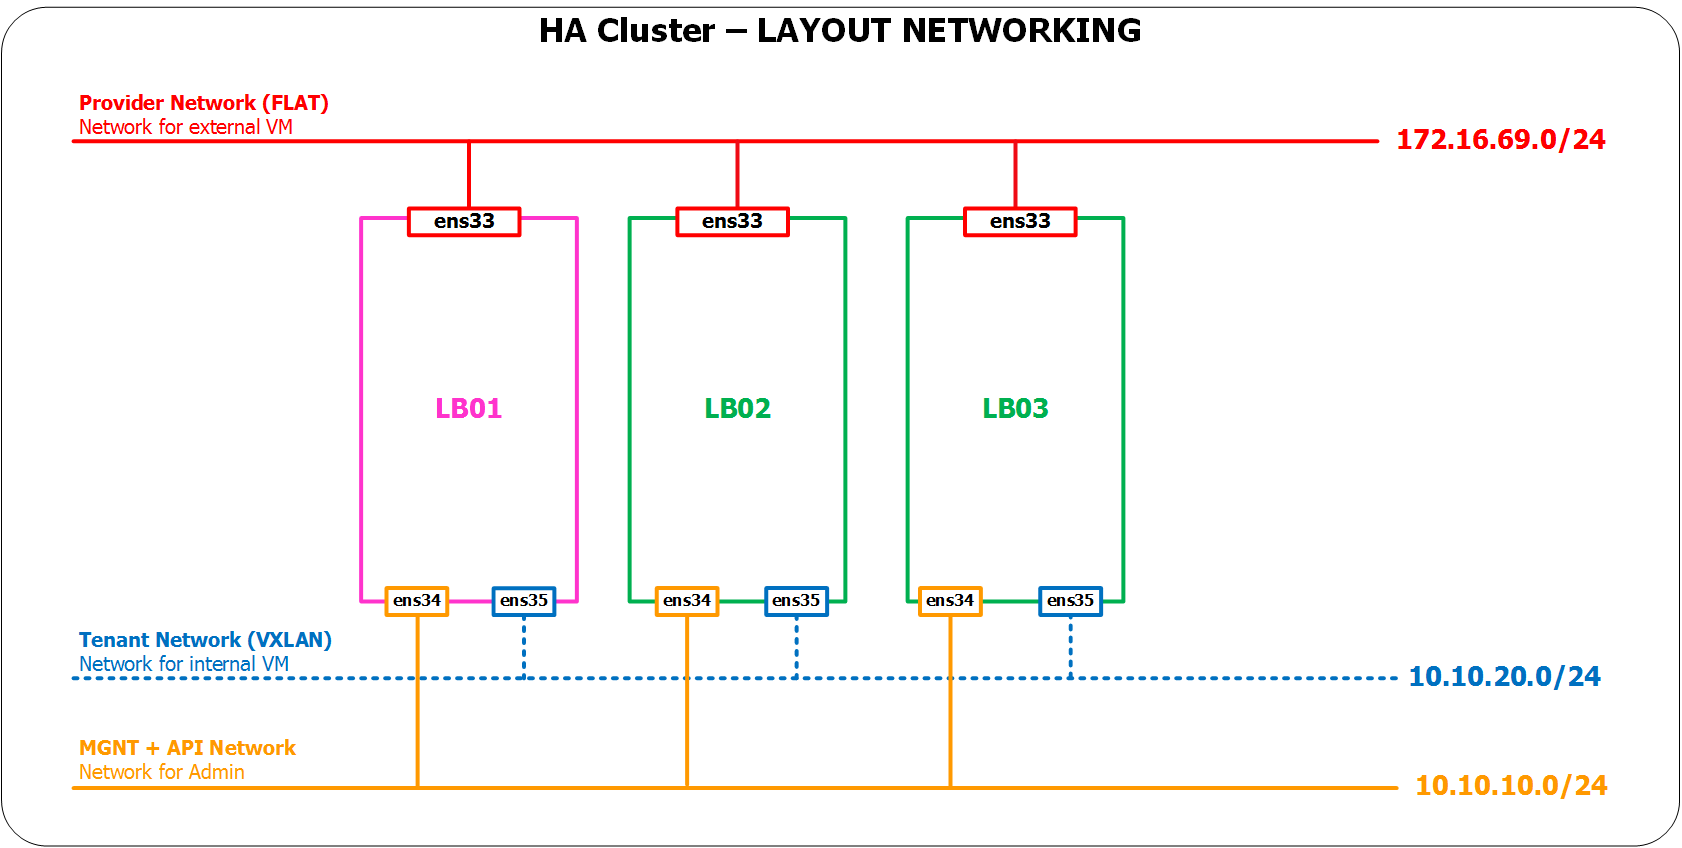 HA Cluster – LAYOUT NETWORKING
Provider Network (FLAT)
Network for external VM
172.16.69.0/24
ens33
ens33
ens33
LB01
LB02
LB03
ens34
ens35
ens34
ens35
ens34
ens35
Tenant Network (VXLAN)
Network for internal VM
10.10.20.0/24
MGNT + API Network
Network for Admin
10.10.10.0/24